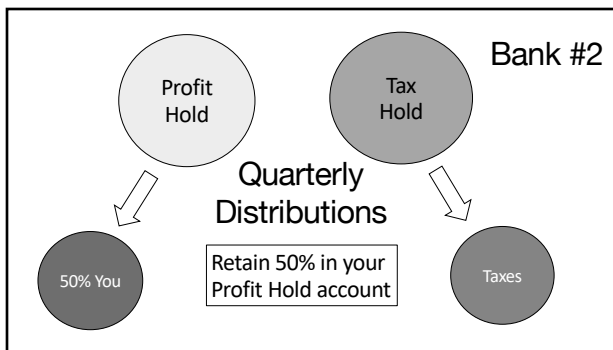 Bank #2
Profit
Hold
Tax
Hold
Quarterly
Distributions
50% You
Retain 50% in your
Profit Hold account
Taxes